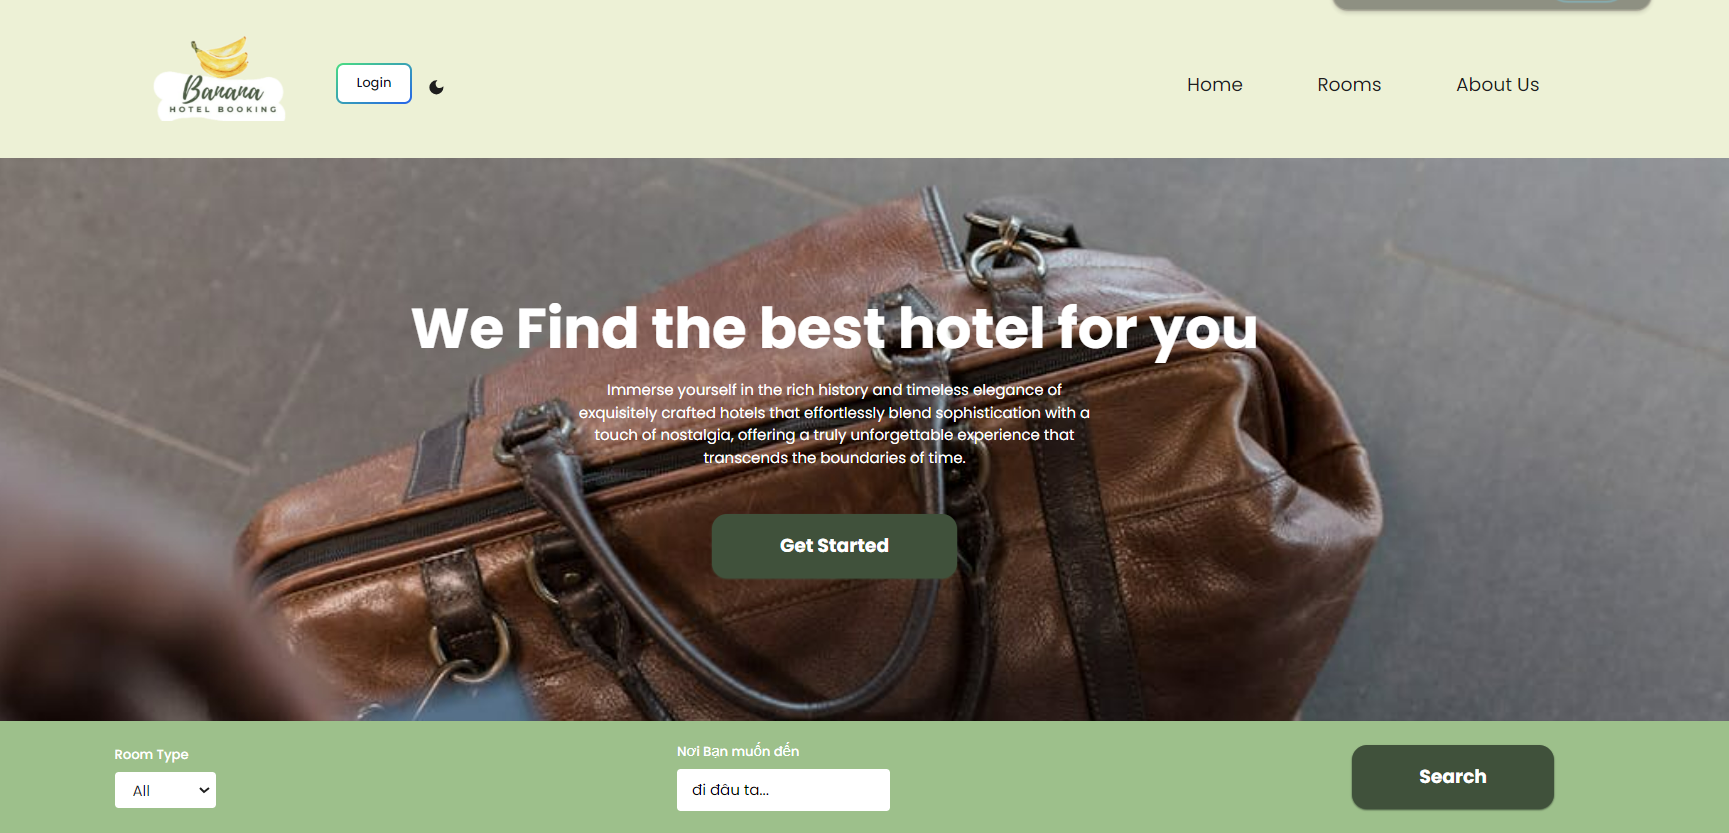 Banana
HOTEL BOOKING
Login
Home
Rooms
About Us
We Find the best hotel for you
Immerse yourself in the rich history and timeless elegance of
exquisitely crafted hotels that effortlessly blend sophistication with a
touch of nostalgia, offering a truly unforgettable experience that
transcends the boundaries of time.
Get Started
Room Type
All
Nơi Bạn muốn đến
đi đâu ta...
Search